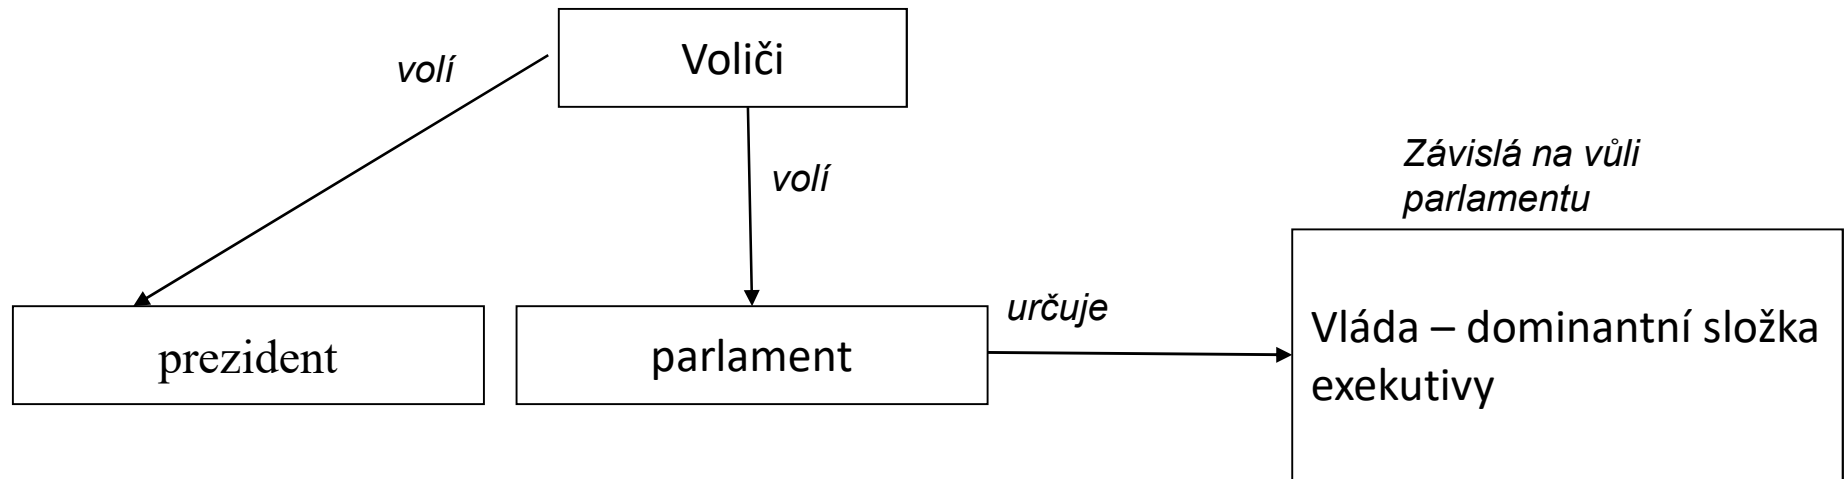 Voliči
volí
volí
Závislá na vůli
parlamentu
prezident
parlament
určuje
Vláda – dominantní složka
exekutivy